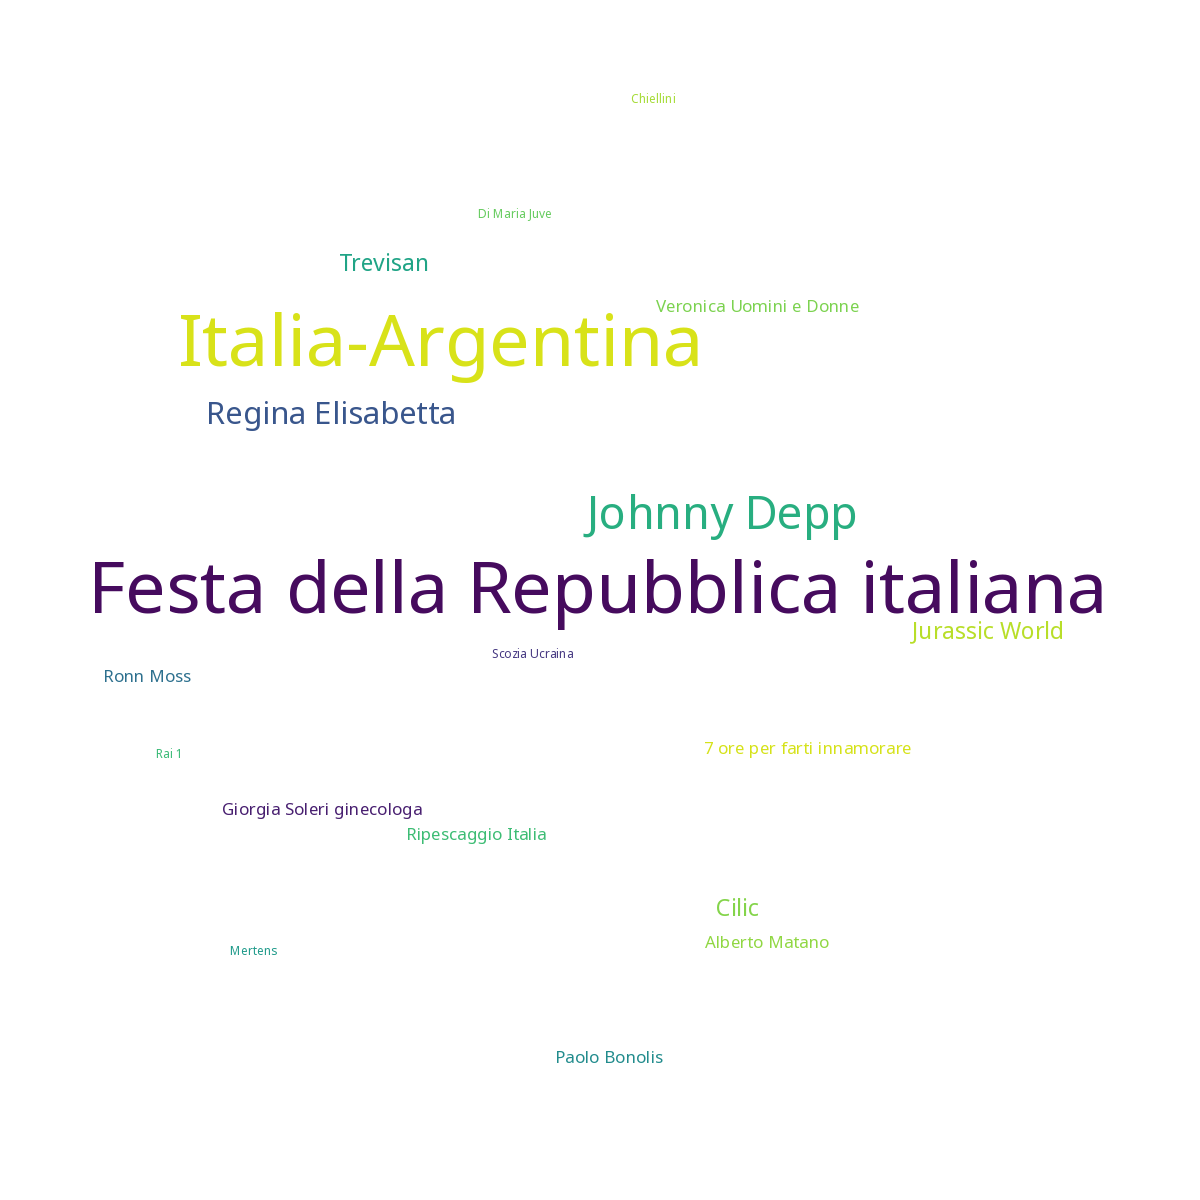 Chiellini
Di Maria Juve
Trevisan
Veronica Uomini e Donne
Italia-Argentina
Regina Elisabetta
Johnny Depp
Festa della Repubblica italiana
Jurassic World
Scozia Ucraina
Ronn Moss
7 ore per farti innamorare
Rai 1
Giorgia Soleri ginecologa
Ripescaggio Italia
Cilic
Alberto Matano
Mertens
Paolo Bonolis